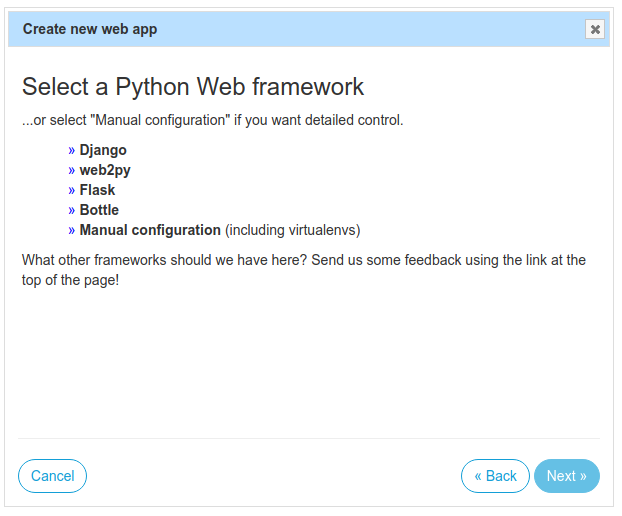 Create new web app
Select a Python Web framework
...or select "Manual configuration" if you want detailed control.
» Django
» web2py
» Flask
» Bottle
» Manual configuration (including virtualenvs)
What other frameworks should we have here? Send us some feedback using the link at the
top of the page!
Cancel
« Back
Next »